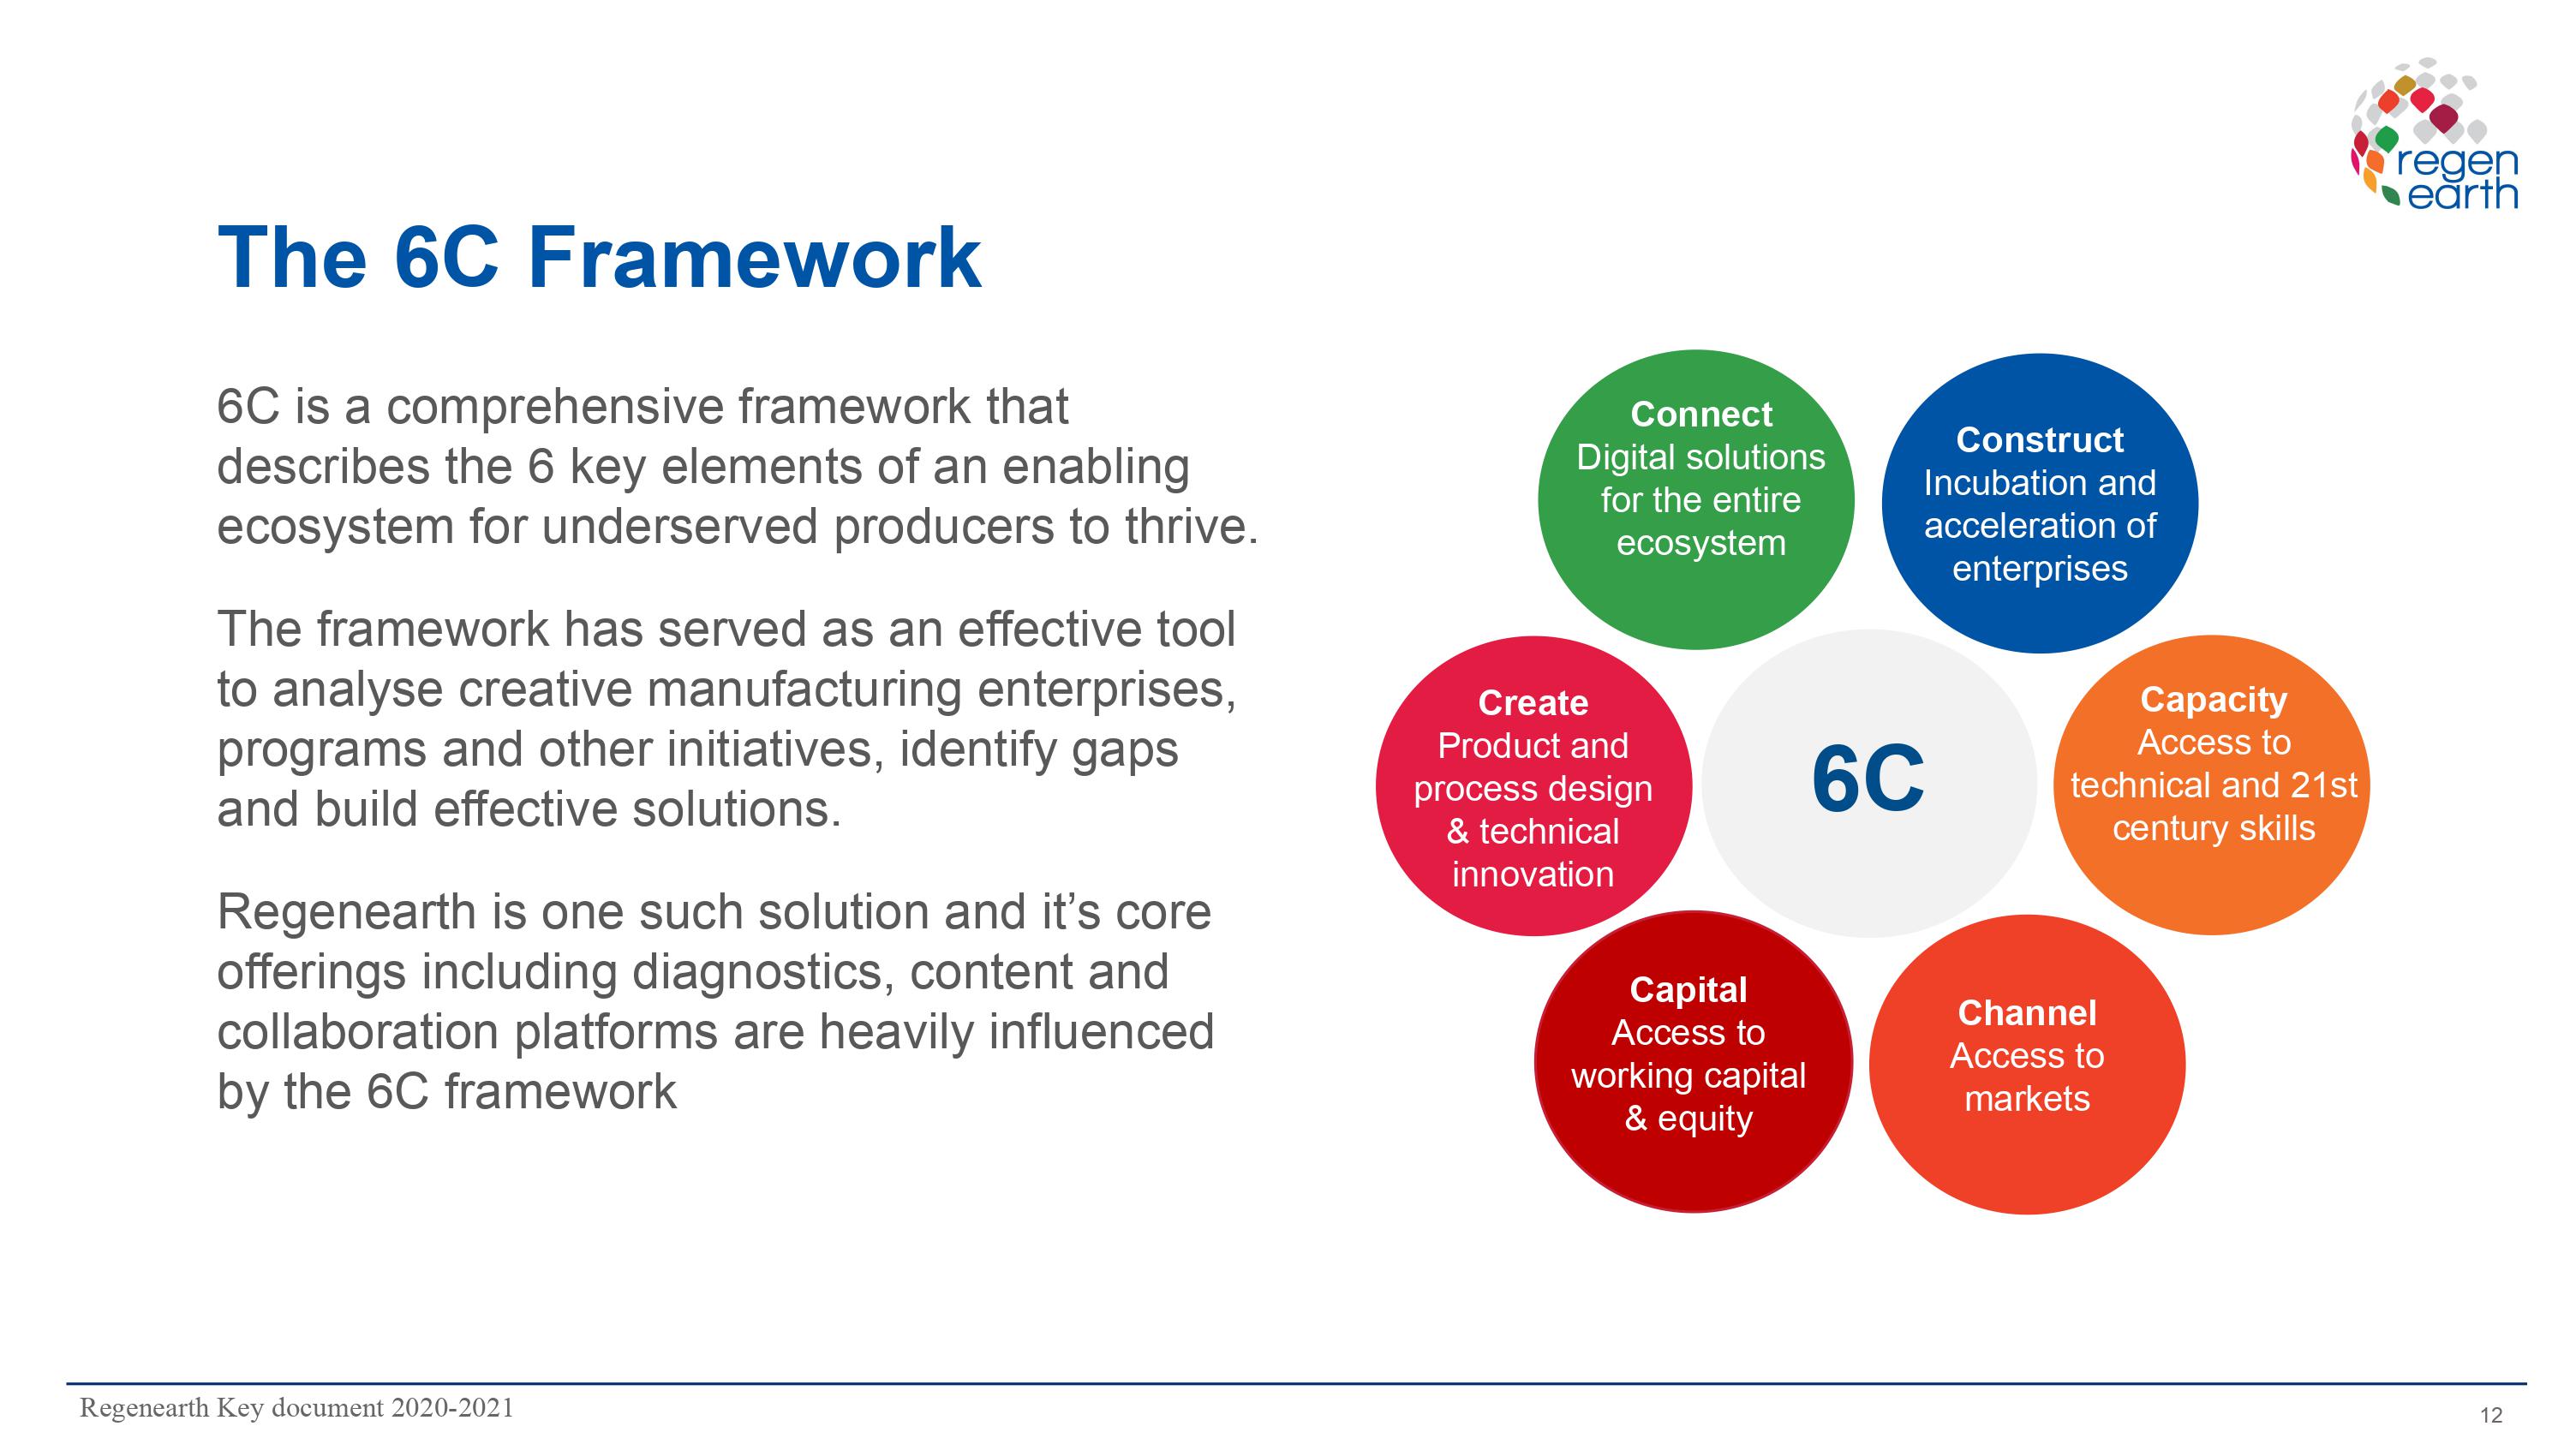 regen
earth
The 6C Framework
6C is a comprehensive framework that
describes the 6 key elements of an enabling
ecosystem for underserved producers to thrive.
The framework has served as an effective tool
to analyse creative manufacturing enterprises,
programs and other initiatives, identify gaps
and build effective solutions.
Regenearth is one such solution and it’s core
offerings including diagnostics, content and
collaboration platforms are heavily influenced
by the 6C framework
Connect
Digital solutions
for the entire
ecosystem
Construct
Incubation and
acceleration of
enterprises
Create
Product and
process design
& technical
innovation
6C
Capacity
Access to
technical and 21st
century skills
Capital
Access to
working capital
& equity
Channel
Access to
markets
Regenearth Key document 2020-2021
12